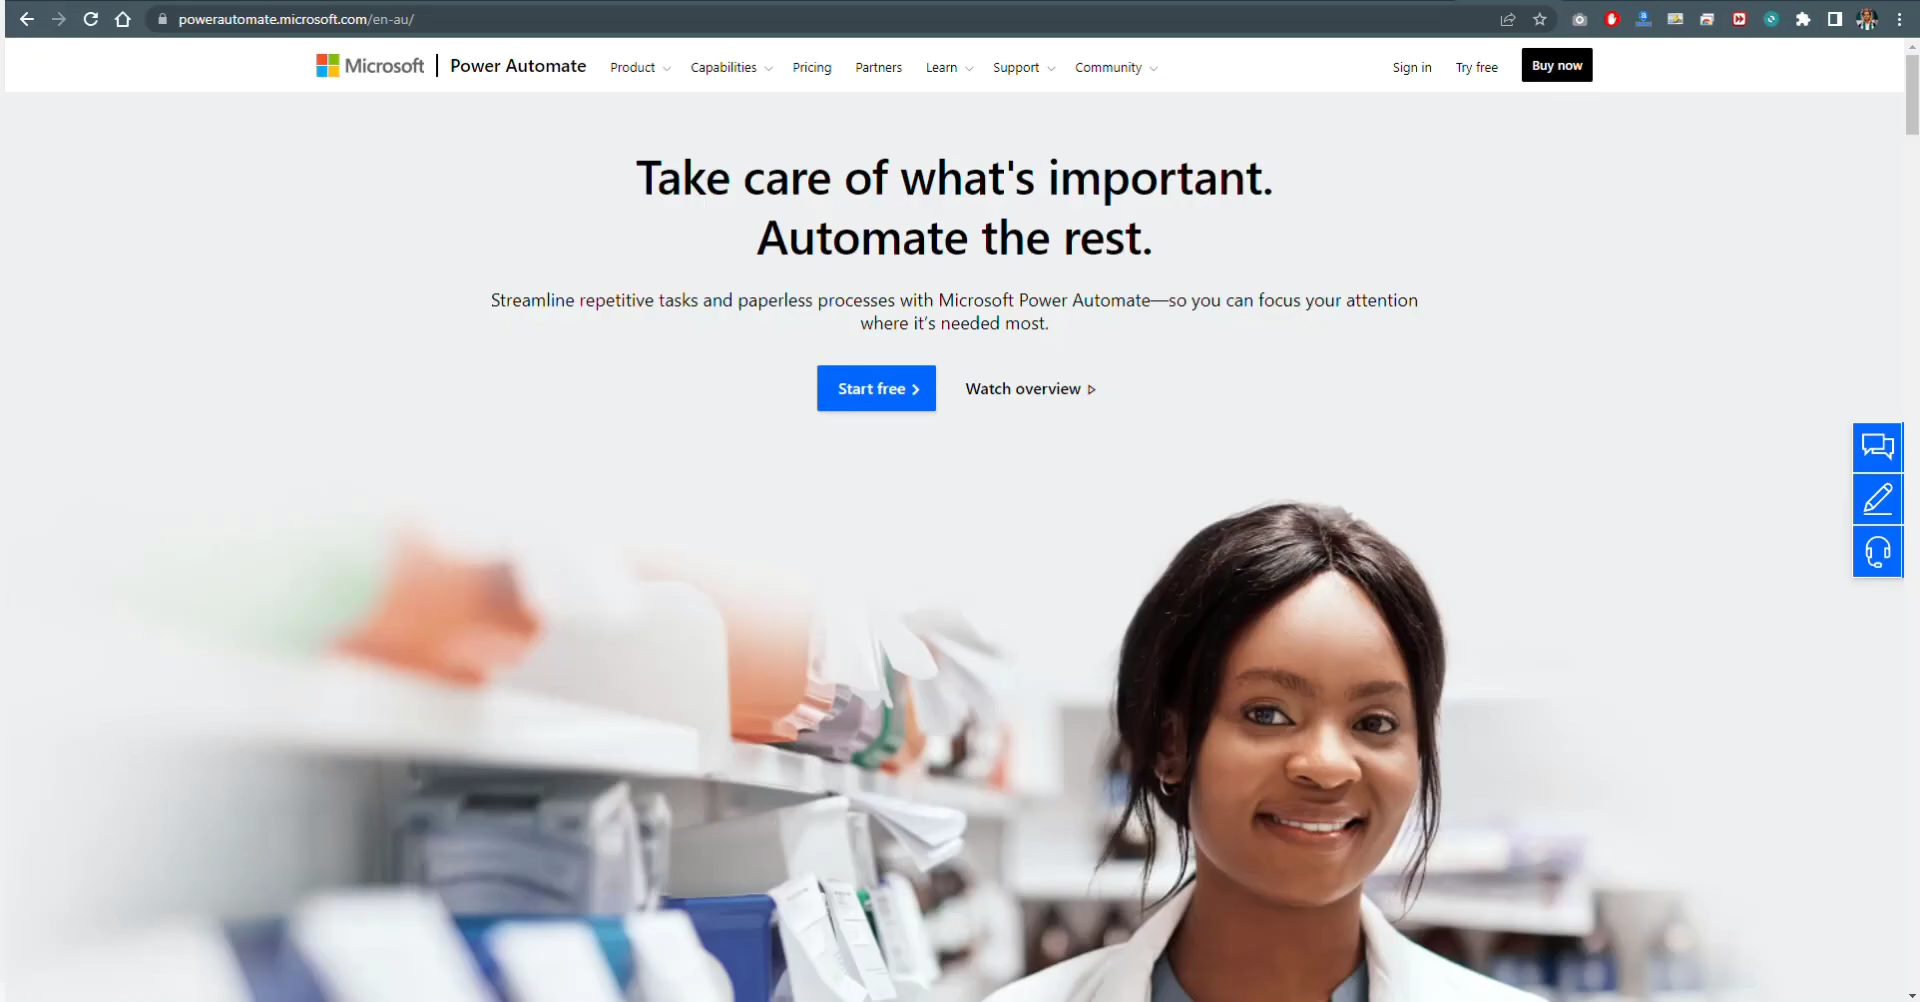 powerautomate.microsoft.com/en-au/
Microsoft Power Automate Product Capabilities Pricing Partners Learn Support Community Sign in Try free Buy now
Take care of what's important.
Automate the rest.
Streamline repetitive tasks and paperless processes with Microsoft Power Automate—so you can focus your attention
where it’s needed most.
Start free Watch overview